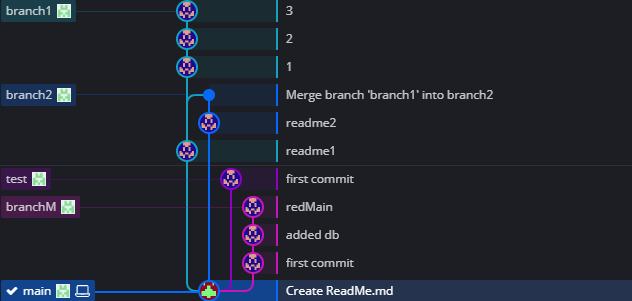 branch1 3
2
1
branch2 Merge branch 'branch1' into branch2
readme2
readme1
test first commit
branchM redMain
added db
first commit
main Create ReadMe.md